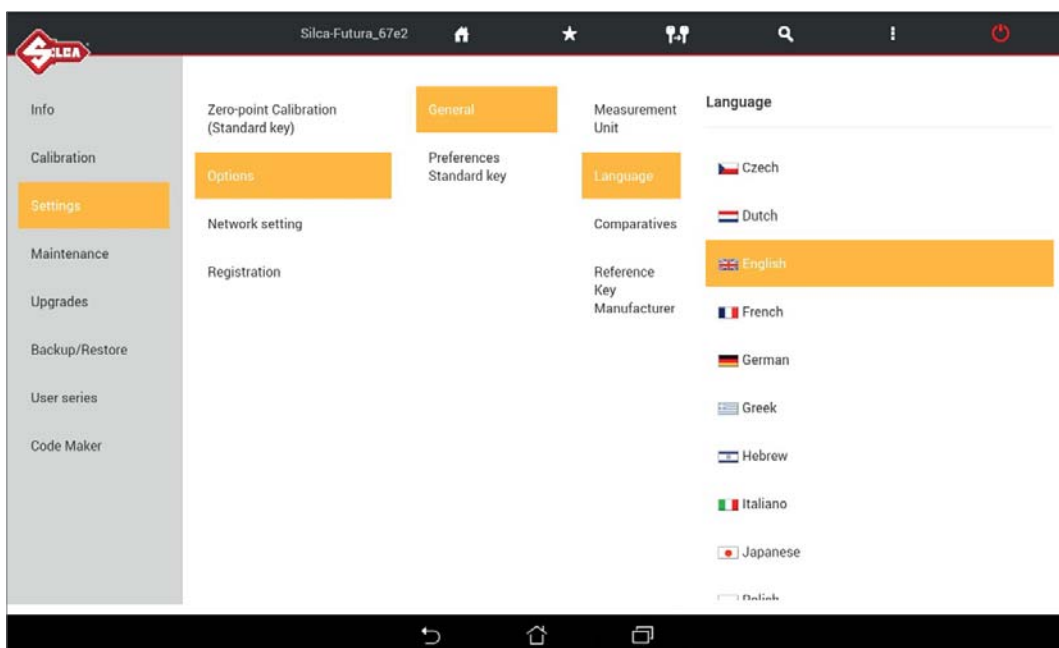 SILCA
Silca-Futura_67e2
Info
Calibration
Settings
Maintenance
Upgrades
Backup/Restore
User series
Code Maker
Zero-point Calibration
(Standard key)
Options
Network setting
Registration
General
Preferences
Standard key
Measurement
Unit
Language
Comparatives
Reference
Key
Manufacturer
Language
Czech
Dutch
English
French
German
Greek
Hebrew
Italiano
Japanese
Polish